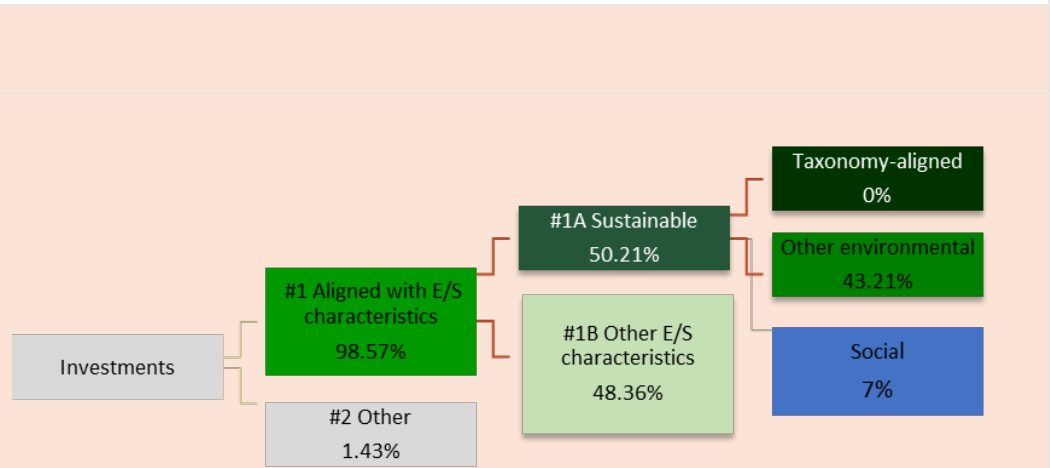 Investments
#1 Aligned with E/S
characteristics
98.57%
#2 Other
1.43%
#1A Sustainable
50.21%
#1B Other E/S
characteristics
48.36%
Taxonomy-aligned
0%
Other environmental
43.21%
Social
7%